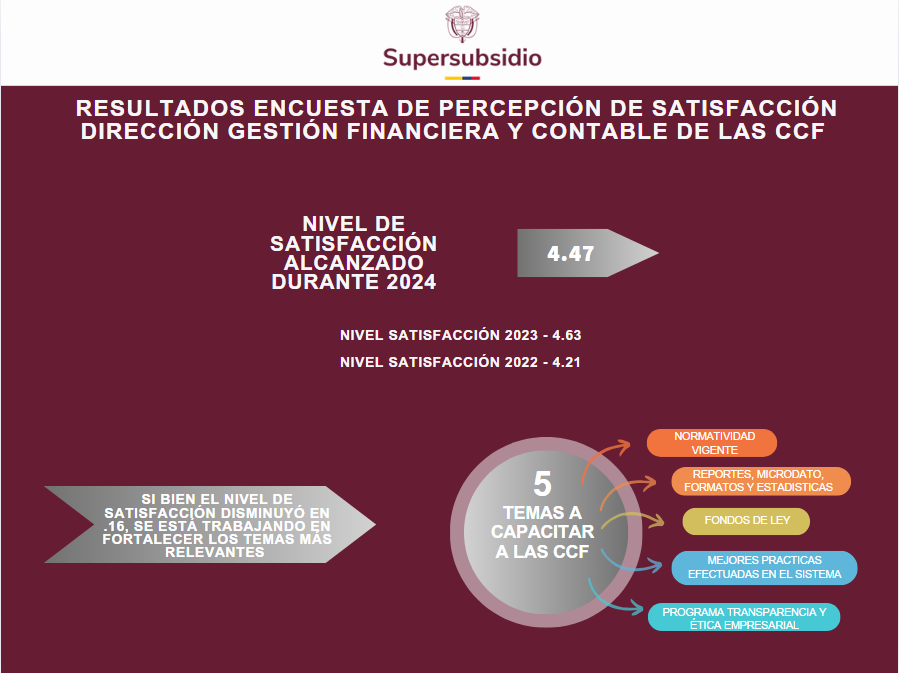 Supersubsidio
RESULTADOS ENCUESTA DE PERCEPCIÓN DE SATISFACCIÓN
DIRECCIÓN GESTIÓN FINANCIERA Y CONTABLE DE LAS CCF
NIVEL DE
SATISFACCIÓN
ALCANZADO
DURANTE 2024
4.47
NIVEL SATISFACCIÓN 2023 - 4.63
NIVEL SATISFACCIÓN 2022 - 4.21
SI BIEN EL NIVEL DE
SATISFACCIÓN DISMINUYÓ EN
.16, SE ESTÁ TRABAJANDO EN
FORTALECER LOS TEMAS MÁS
RELEVANTES
5
TEMAS A
CAPACITAR
A LAS CCF
NORMATIVIDAD
VIGENTE
REPORTES, MICRODATO,
FORMATOS Y ESTADISTICAS
FONDOS DE LEY
MEJORES PRACTICAS
EFECTUADAS EN EL SISTEMA
PROGRAMA TRANSPARENCIA Y
ÉTICA EMPRESARIAL